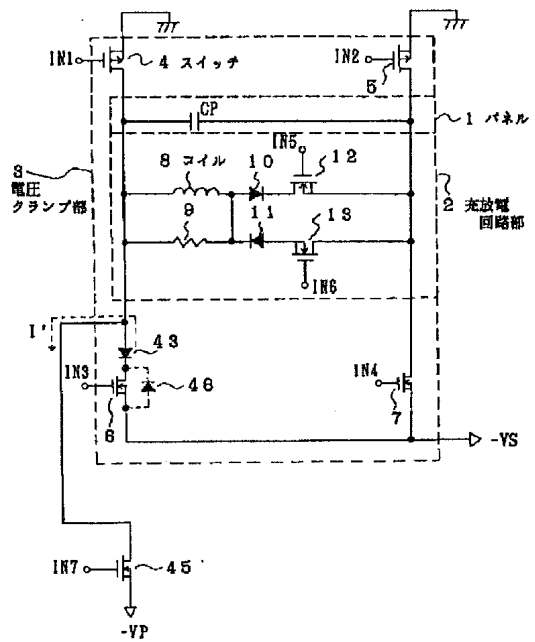 IN1
4 スイッチ
IN2
5
CP
1 パネル
IN5
8 コイル
10
12
3
電圧
クランプ部
2 充放電
回路部
9
11
13
IN6
I'
43
IN3
46
IN4
6
7
-VS
IN7
45
-VP